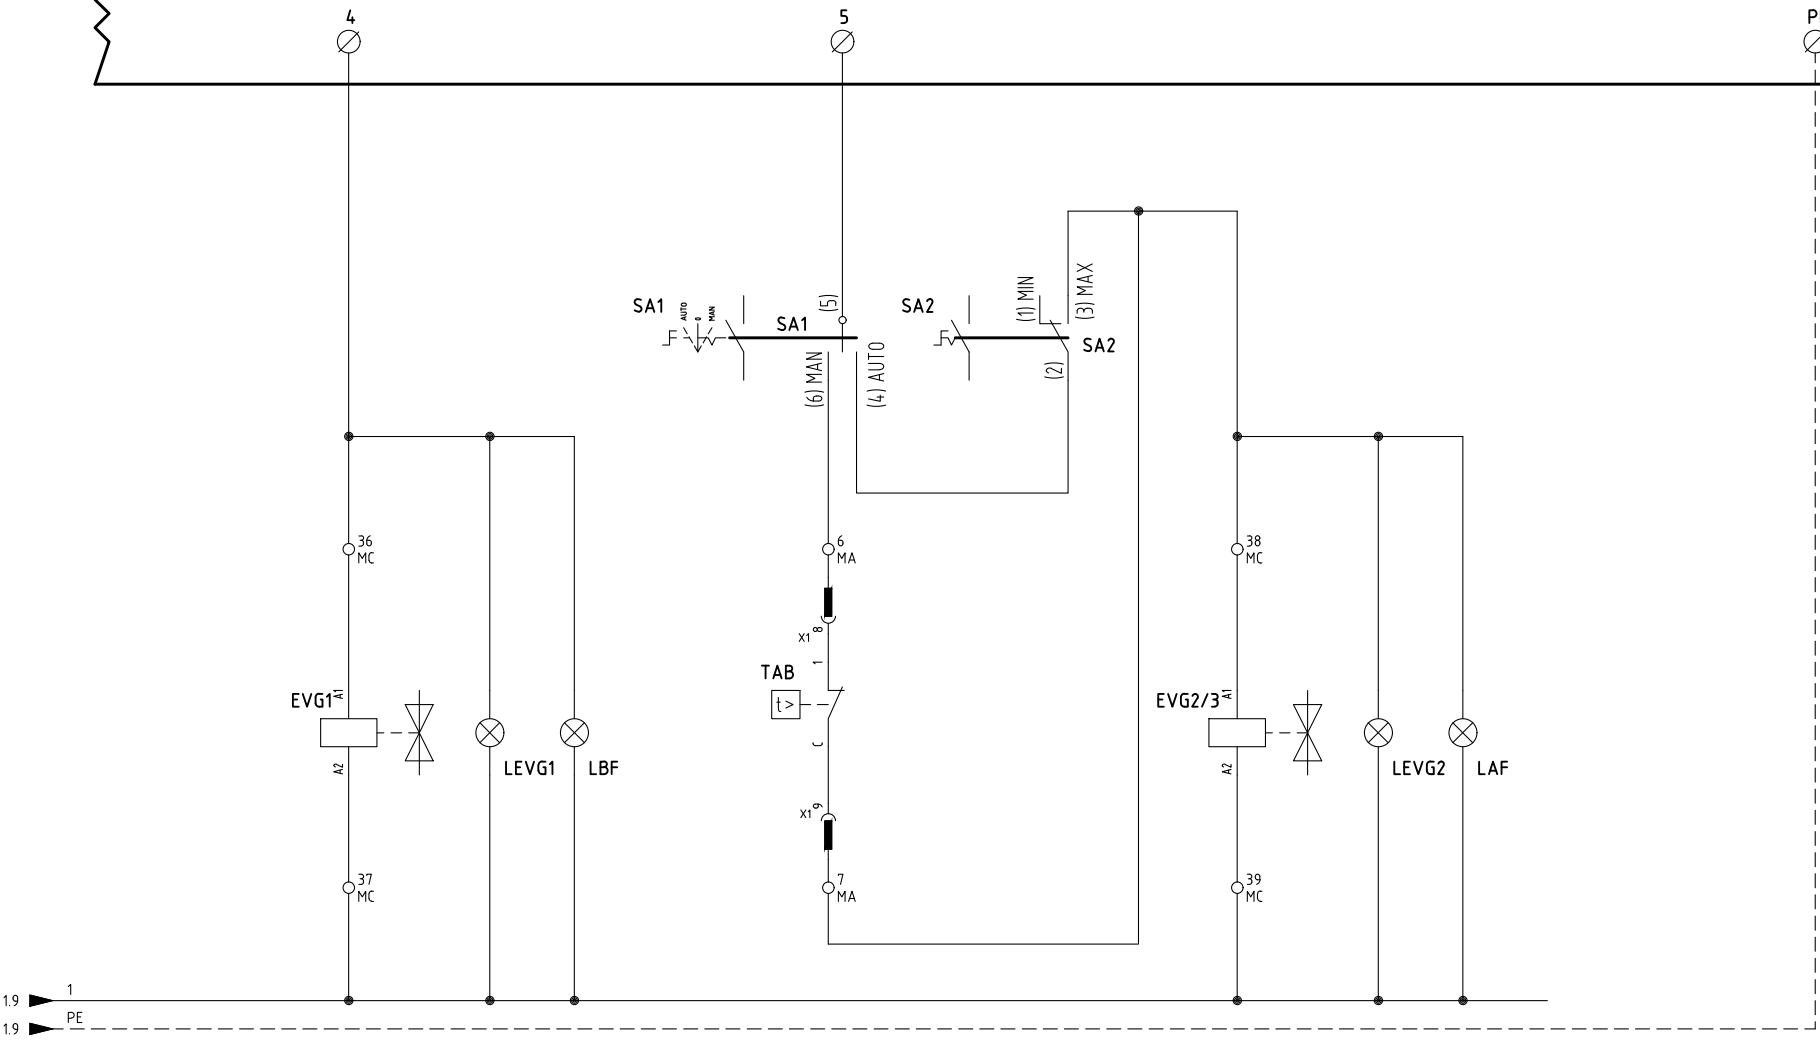 4
5
P
SA1
AUTO
0
MAN
SA1
(5)
(6) MAN
(4) AUTO
SA2
(1) MIN
(3) MAX
SA2
(2)
36
MC
6
MA
38
MC
X1
8
1
TAB
t>
C
X1
9
EVG1
A1
A2
LEVG1
LBF
EVG2/3
A1
A2
LEVG2
LAF
37
MC
7
MA
39
MC
1.9
1
1.9
PE